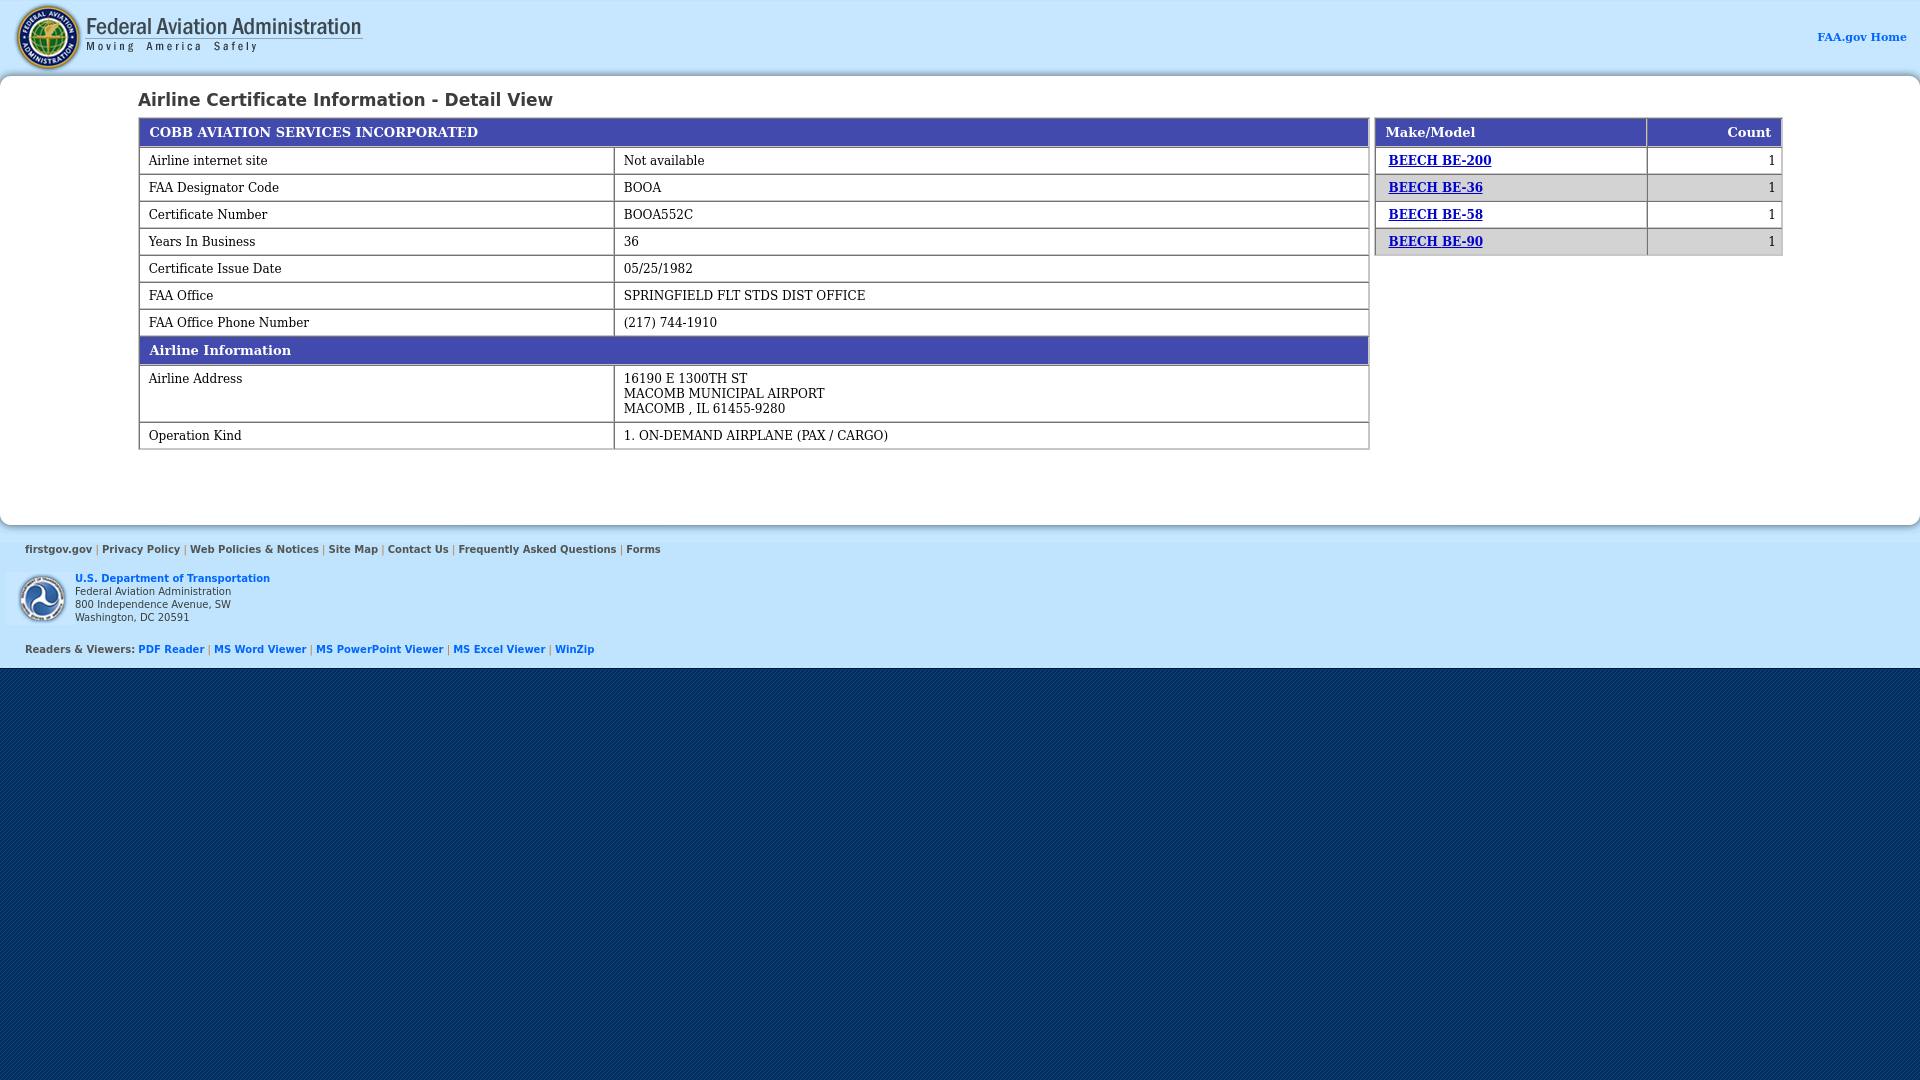 Federal Aviation Administration
Moving America Safely
FAA.gov Home
Airline Certificate Information - Detail View
COBB AVIATION SERVICES INCORPORATED
Airline internet site Not available
FAA Designator Code BOOA
Certificate Number BOOA552C
Years In Business 36
Certificate Issue Date 05/25/1982
FAA Office SPRINGFIELD FLT STDS DIST OFFICE
FAA Office Phone Number (217) 744-1910
Airline Information
Airline Address 16190 E 1300TH ST
MACOMB MUNICIPAL AIRPORT
MACOMB , IL 61455-9280
Operation Kind 1. ON-DEMAND AIRPLANE (PAX / CARGO)
Make/Model Count
BEECH BE-200 1
BEECH BE-36 1
BEECH BE-58 1
BEECH BE-90 1
firstgov.gov | Privacy Policy | Web Policies & Notices | Site Map | Contact Us | Frequently Asked Questions | Forms
U.S. Department of Transportation
Federal Aviation Administration
800 Independence Avenue, SW
Washington, DC 20591
Readers & Viewers: PDF Reader | MS Word Viewer | MS PowerPoint Viewer | MS Excel Viewer | WinZip